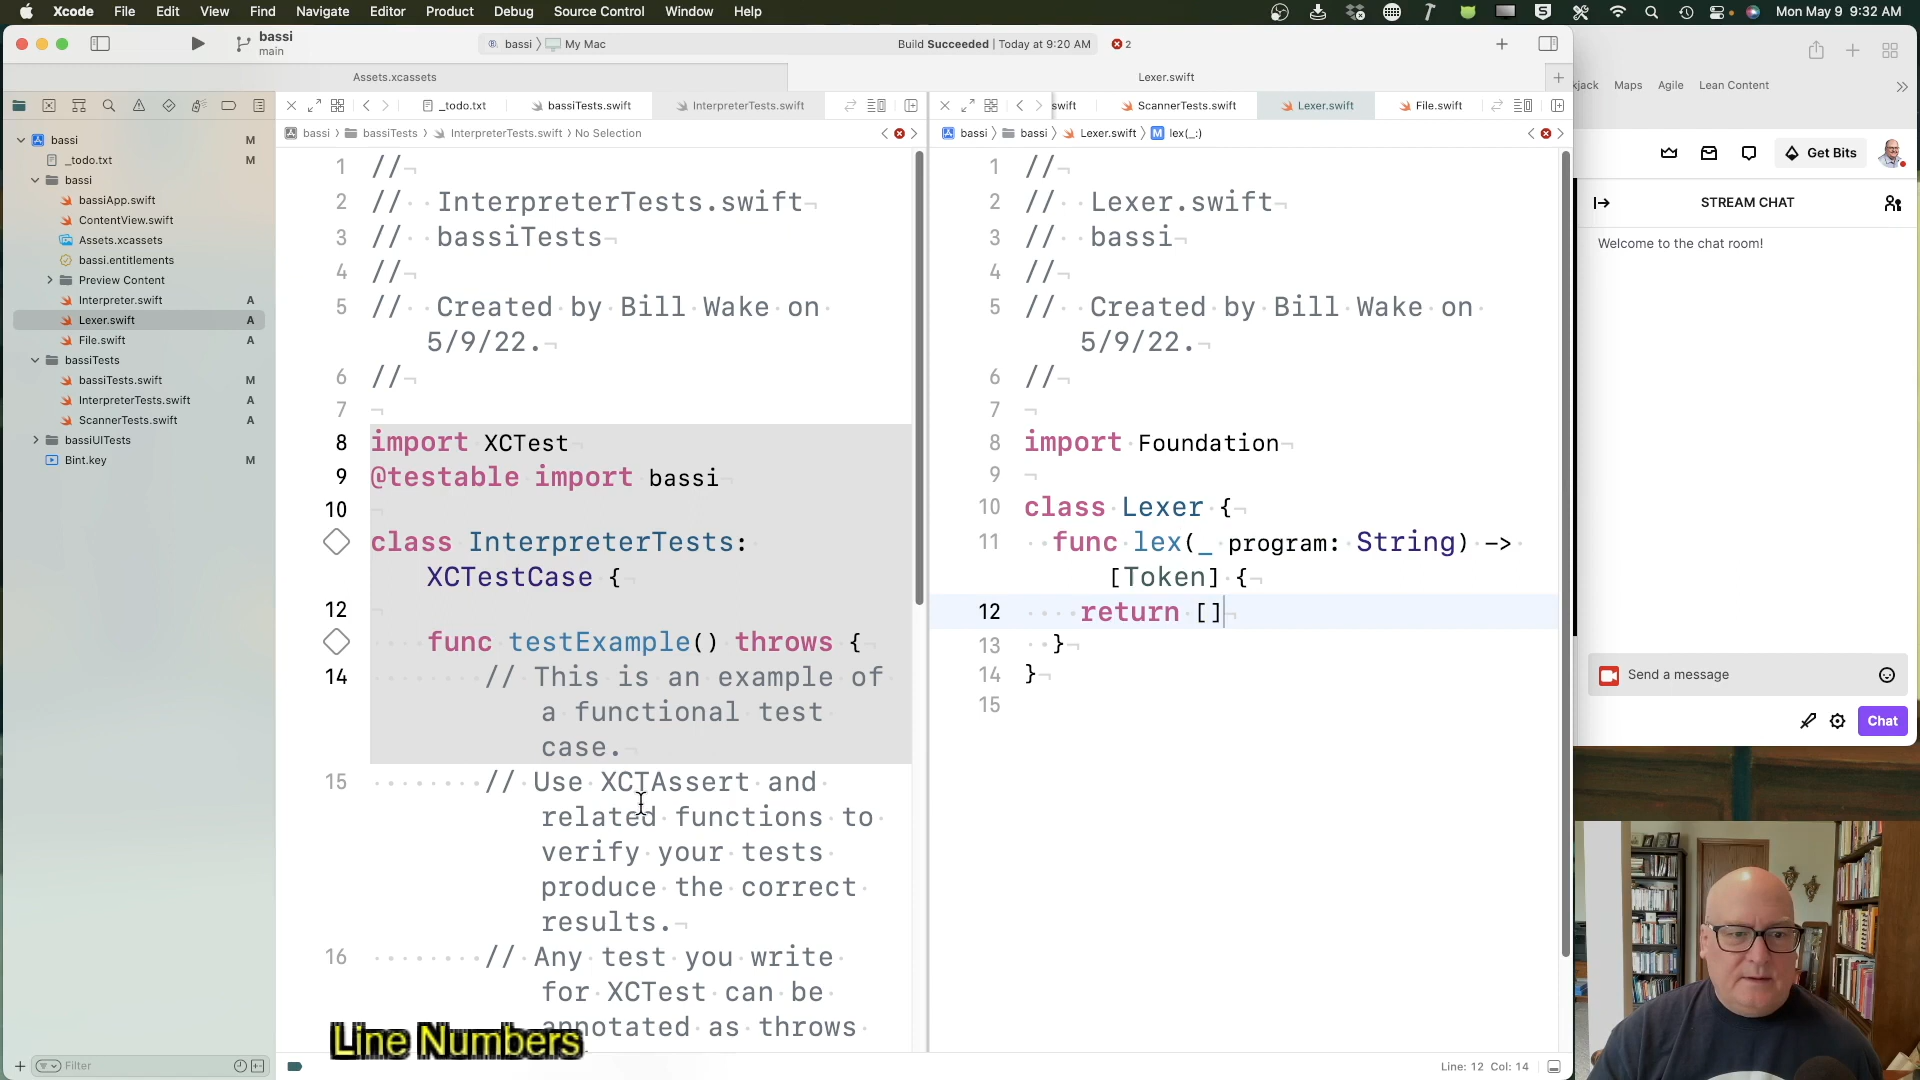 Xcode File Edit View Find Navigate Editor Product Debug Source Control Window Help
Mon May 9 9:32 AM
bassi
main
bassi 〉 My Mac
Build Succeeded | Today at 9:20 AM
2
Assets.xcassets
Lexer.swift
_todo.txt
bassiTests.swift
InterpreterTests.swift
swift
ScannerTests.swift
Lexer.swift
File.swift
bassi 〉 bassiTests 〉 InterpreterTests.swift 〉 No Selection
bassi 〉 bassi 〉 Lexer.swift 〉 M lex(_:)
bassi M
_todo.txt M
bassi
bassiApp.swift
ContentView.swift
Assets.xcassets
bassi.entitlements
Preview Content
Interpreter.swift A
Lexer.swift A
File.swift A
bassiTests
bassiTests.swift M
InterpreterTests.swift A
ScannerTests.swift A
bassiUITests
Bint.key M
Filter
1 //
2 // InterpreterTests.swift
3 // bassiTests
4 //
5 // Created by Bill Wake on
5/9/22.
6 //
7
8 import XCTest
9 @testable import bassi
10
class InterpreterTests:
XCTestCase {
12
func testExample() throws {
14 // This is an example of
a functional test
case.
15 // Use XCTAssert and
related functions to
verify your tests
produce the correct
results.
16 // Any test you write
for XCTest can be
annotated as throws
Line Numbers
1 //
2 // Lexer.swift
3 // bassi
4 //
5 // Created by Bill Wake on
5/9/22.
6 //
7
8 import Foundation
9
10 class Lexer {
11 func lex(_ program: String) ->
[Token] {
12 return []
13 }
14 }
15
Line: 12 Col: 14
kjack Maps Agile Lean Content
Get Bits
STREAM CHAT
Welcome to the chat room!
Send a message
Chat